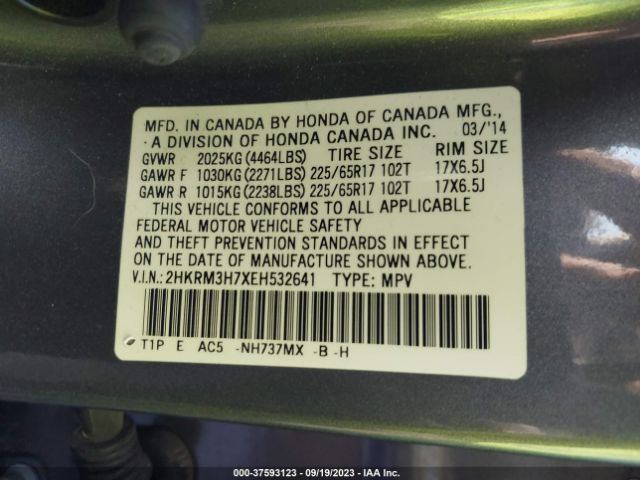 MFD. IN CANADA BY HONDA OF CANADA MFG.,
A DIVISION OF HONDA CANADA INC. 03/'14
GVWR 2025KG (4464LBS) TIRE SIZE RIM SIZE
GAWR F 1030KG (2271LBS) 225/65R17 102T 17X6.5J
GAWR R 1015KG (2238LBS) 225/65R17 102T 17X6.5J
THIS VEHICLE CONFORMS TO ALL APPLICABLE
FEDERAL MOTOR VEHICLE SAFETY
AND THEFT PREVENTION STANDARDS IN EFFECT
ON THE DATE OF MANUFACTURE SHOWN ABOVE.
V.I.N.:2HKRM3H7XEH532641 TYPE: MPV
T1P E AC5 -NH737MX -B -H
000-37593123 - 09/19/2023 - IAA Inc.